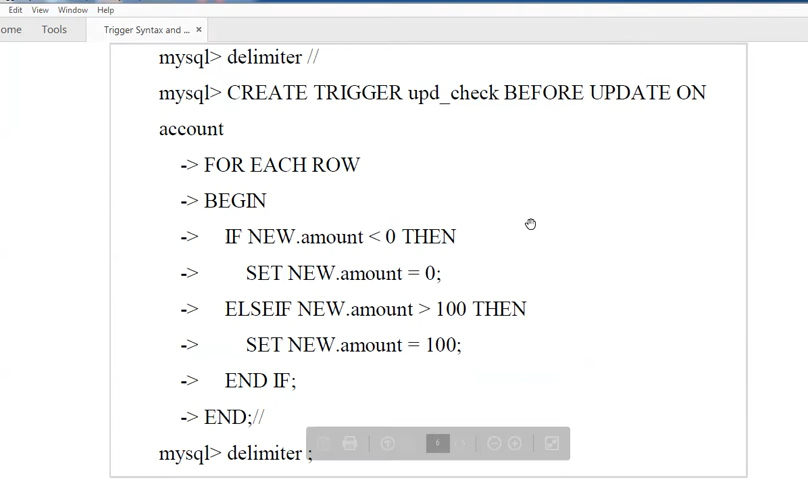 Edit View Window Help
ome Tools Trigger Syntax and ... ×
mysql> delimiter //
mysql> CREATE TRIGGER upd_check BEFORE UPDATE ON
account
-> FOR EACH ROW
-> BEGIN
-> IF NEW.amount < 0 THEN
-> SET NEW.amount = 0;
-> ELSEIF NEW.amount > 100 THEN
-> SET NEW.amount = 100;
-> END IF;
-> END;//
6
mysql> delimiter ;